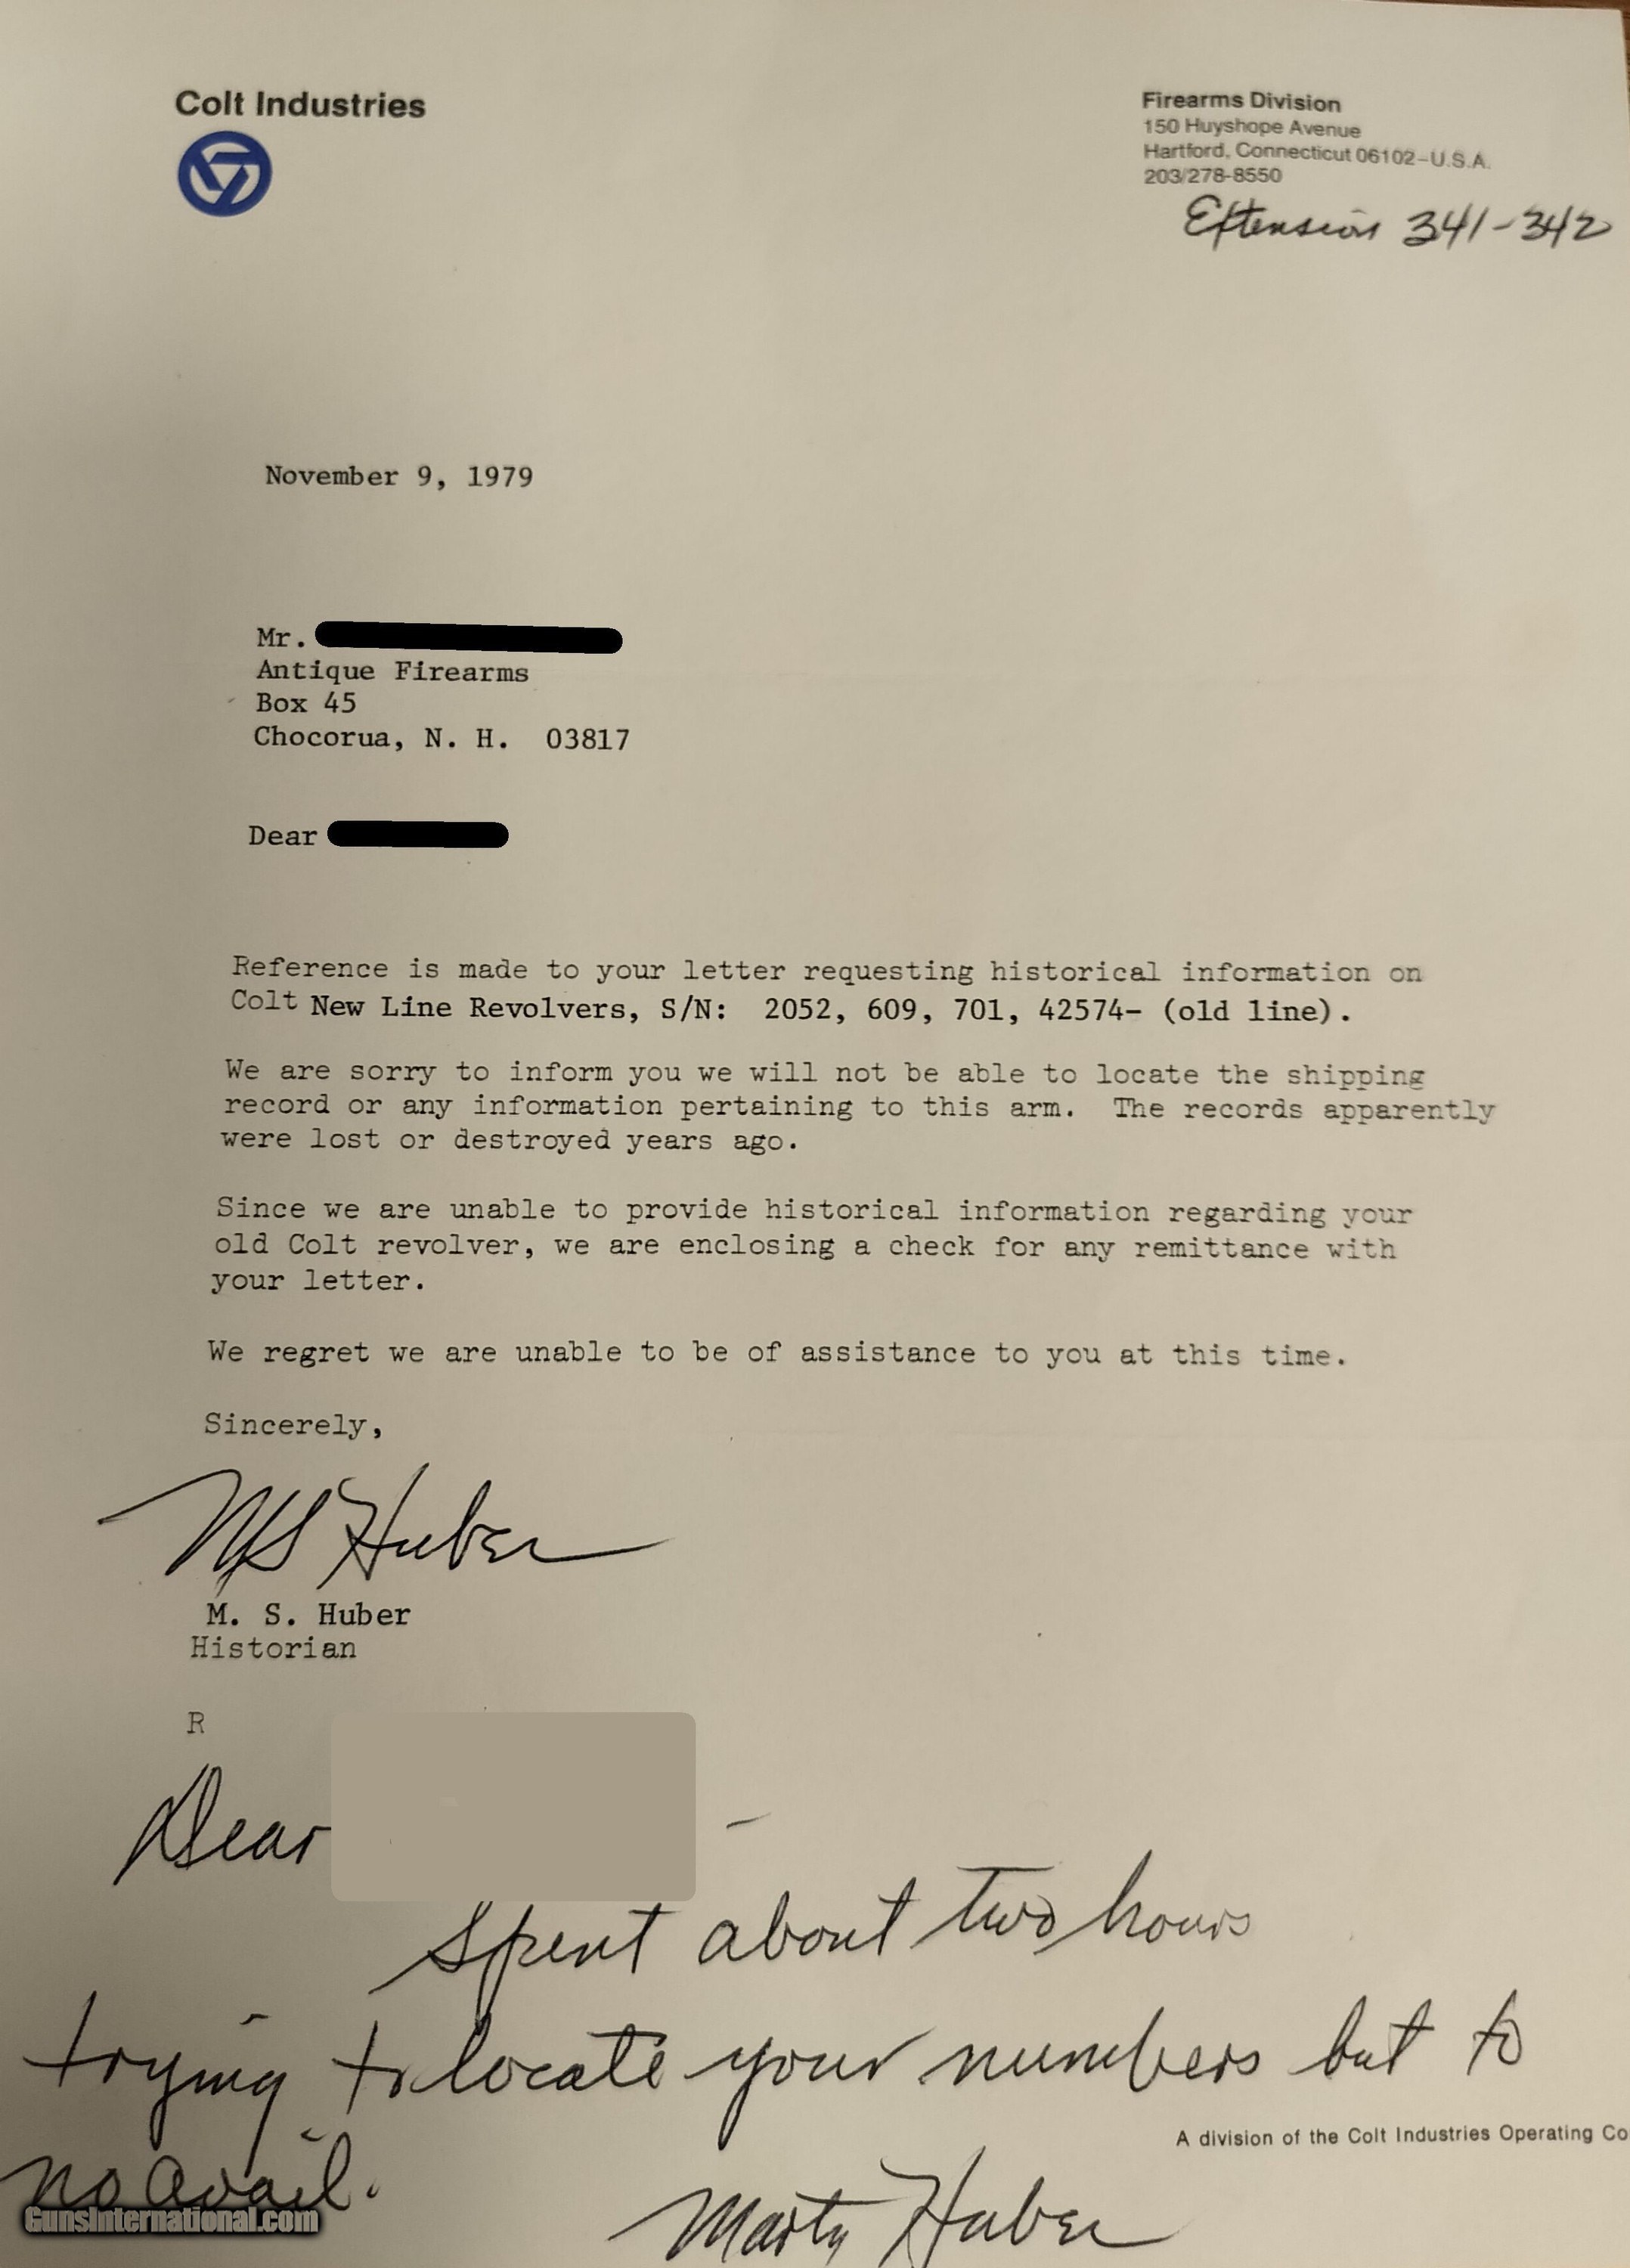 Colt Industries
Firearms Division
150 Huyshope Avenue
Hartford, Connecticut 06102-U.S.A.
203/278-8550
Extension 341-342
November 9, 1979
Mr.
Antique Firearms
Box 45
Chocorua, N. H. 03817
Dear
Reference is made to your letter requesting historical information on
Colt New Line Revolvers, S/N: 2052, 609, 701, 42574- (old line).
We are sorry to inform you we will not be able to locate the shipping
record or any information pertaining to this arm. The records apparently
were lost or destroyed years ago.
Since we are unable to provide historical information regarding your
old Colt revolver, we are enclosing a check for any remittance with
your letter.
We regret we are unable to be of assistance to you at this time.
Sincerely,
MS Huber
M. S. Huber
Historian
R
Dear -
Spent about two hours
trying to locate your numbers but to
no avail.
A division of the Colt Industries Operating Co
Marty Huber
GunsInternational.com